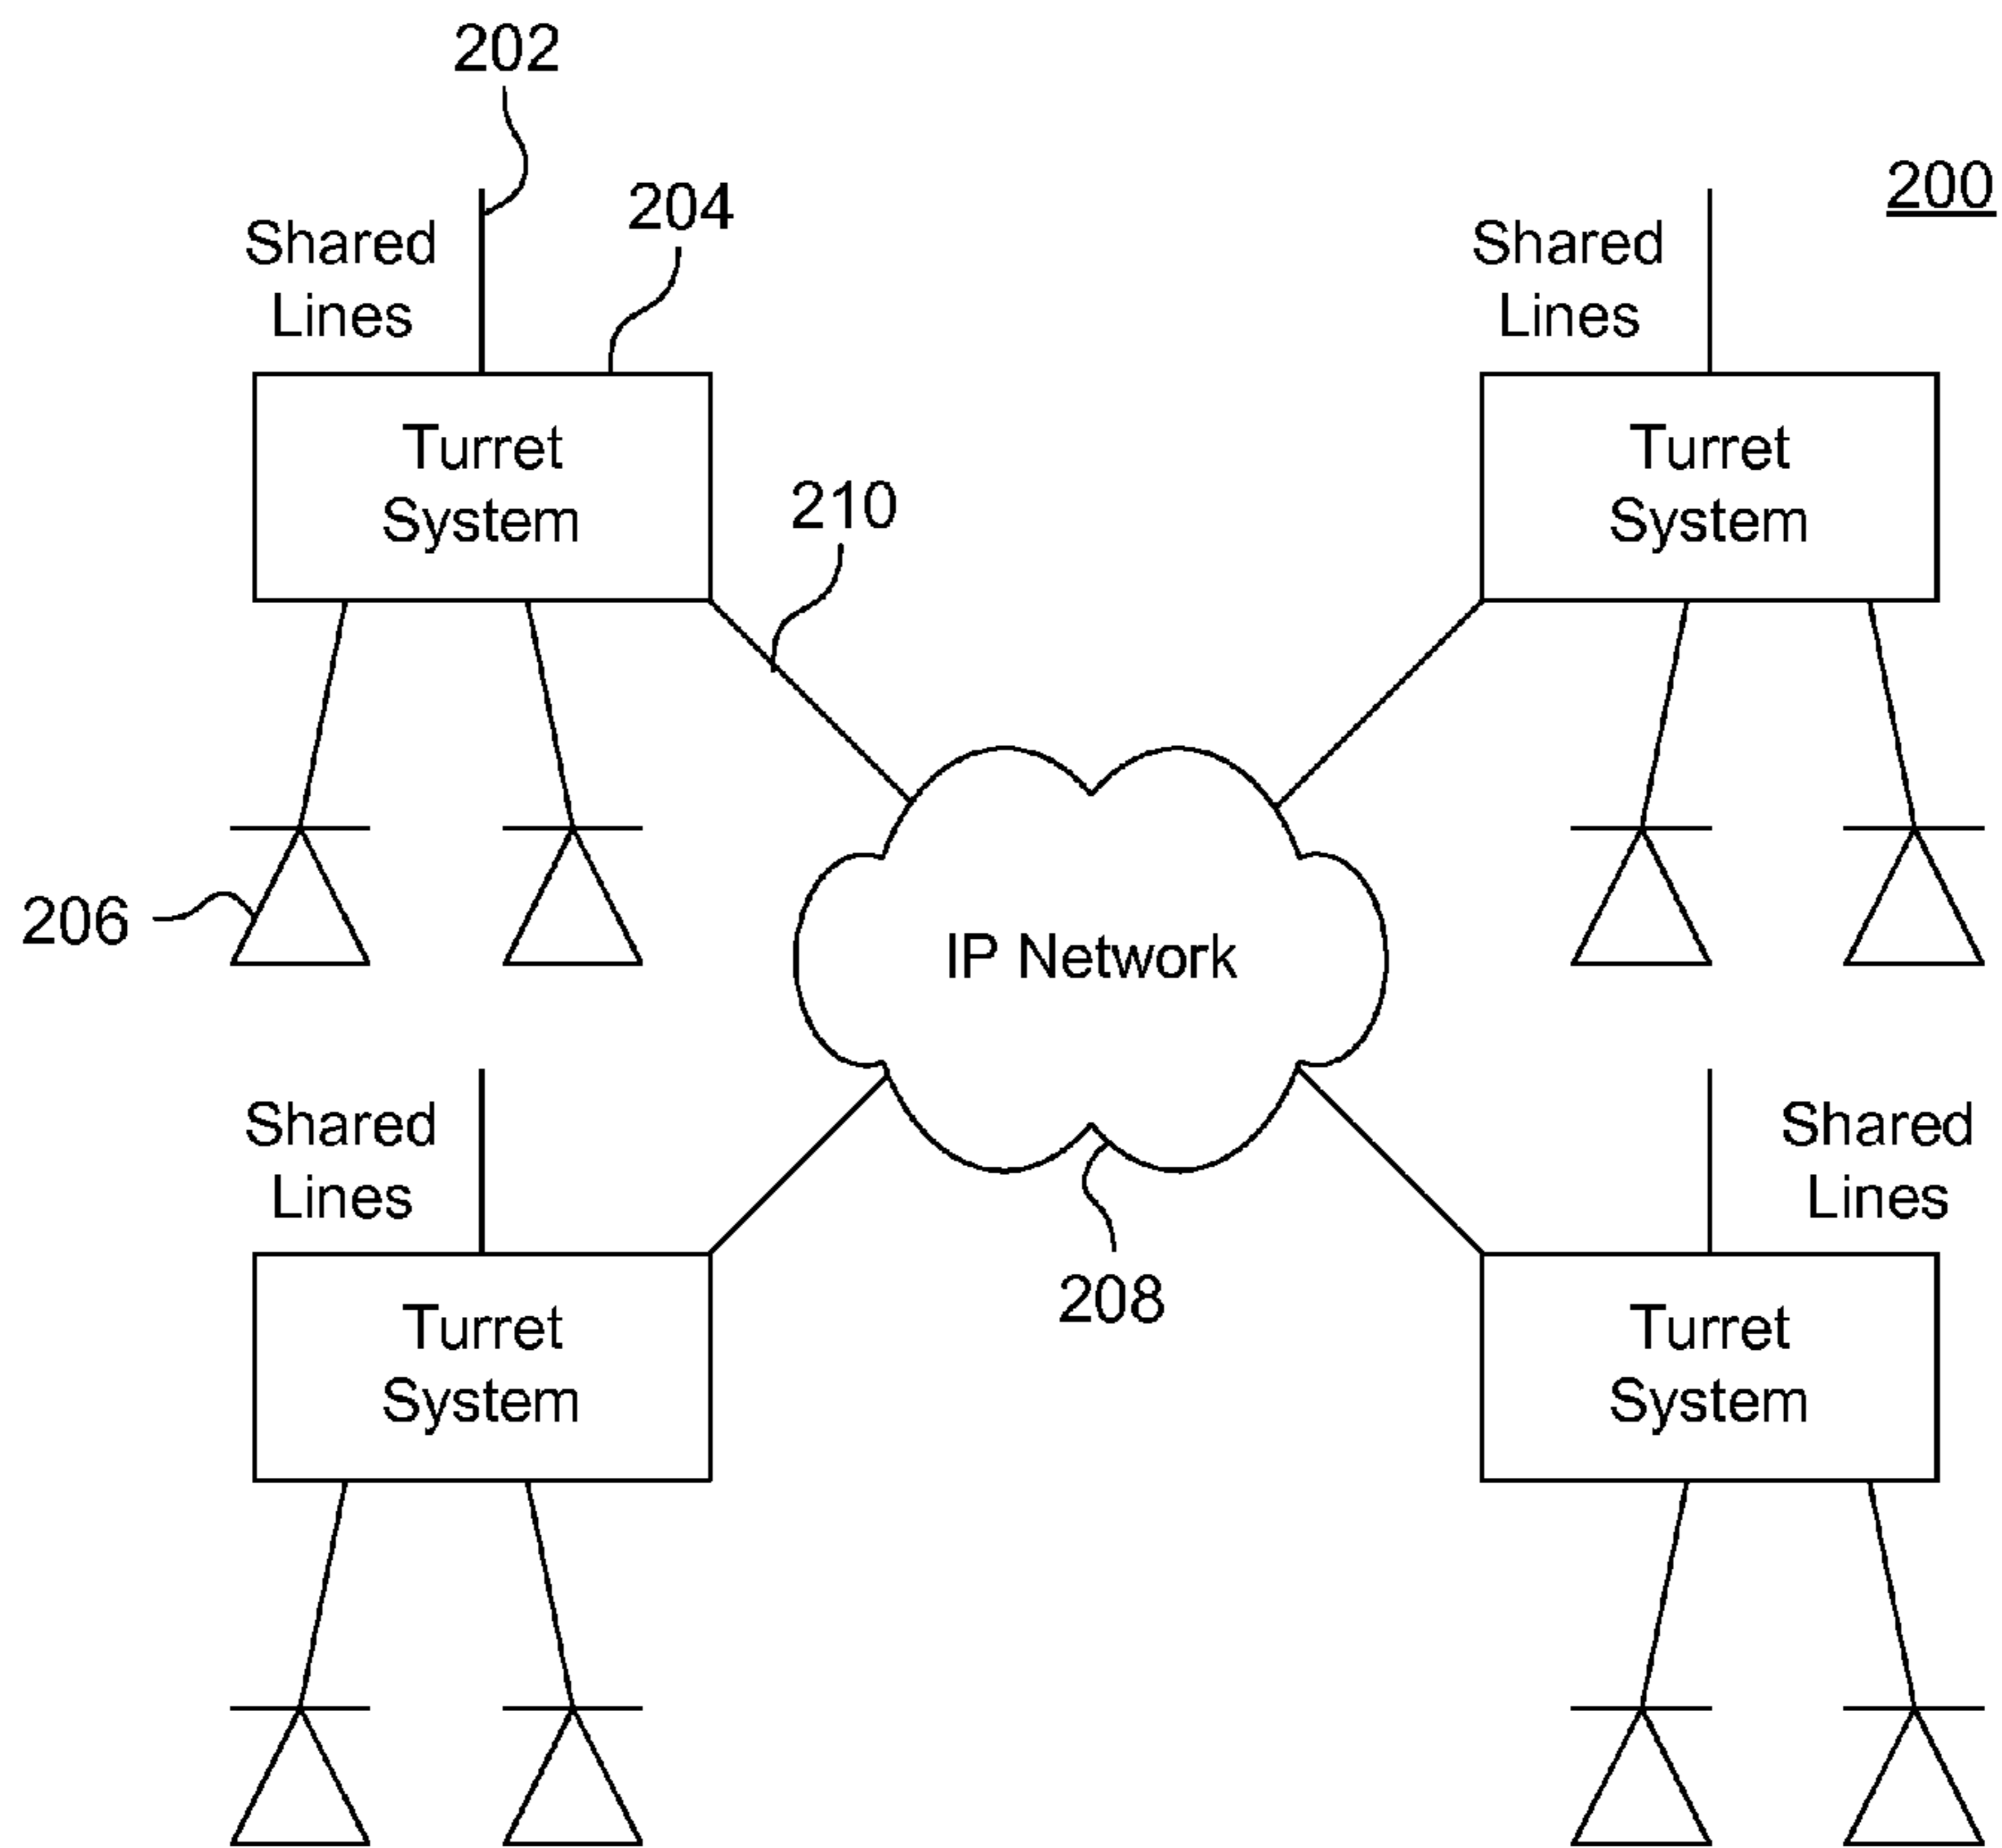 202
204
200
Shared
Lines
Shared
Lines
Turret
System
210
Turret
System
206
IP Network
Shared
Lines
Shared
Lines
208
Turret
System
Turret
System